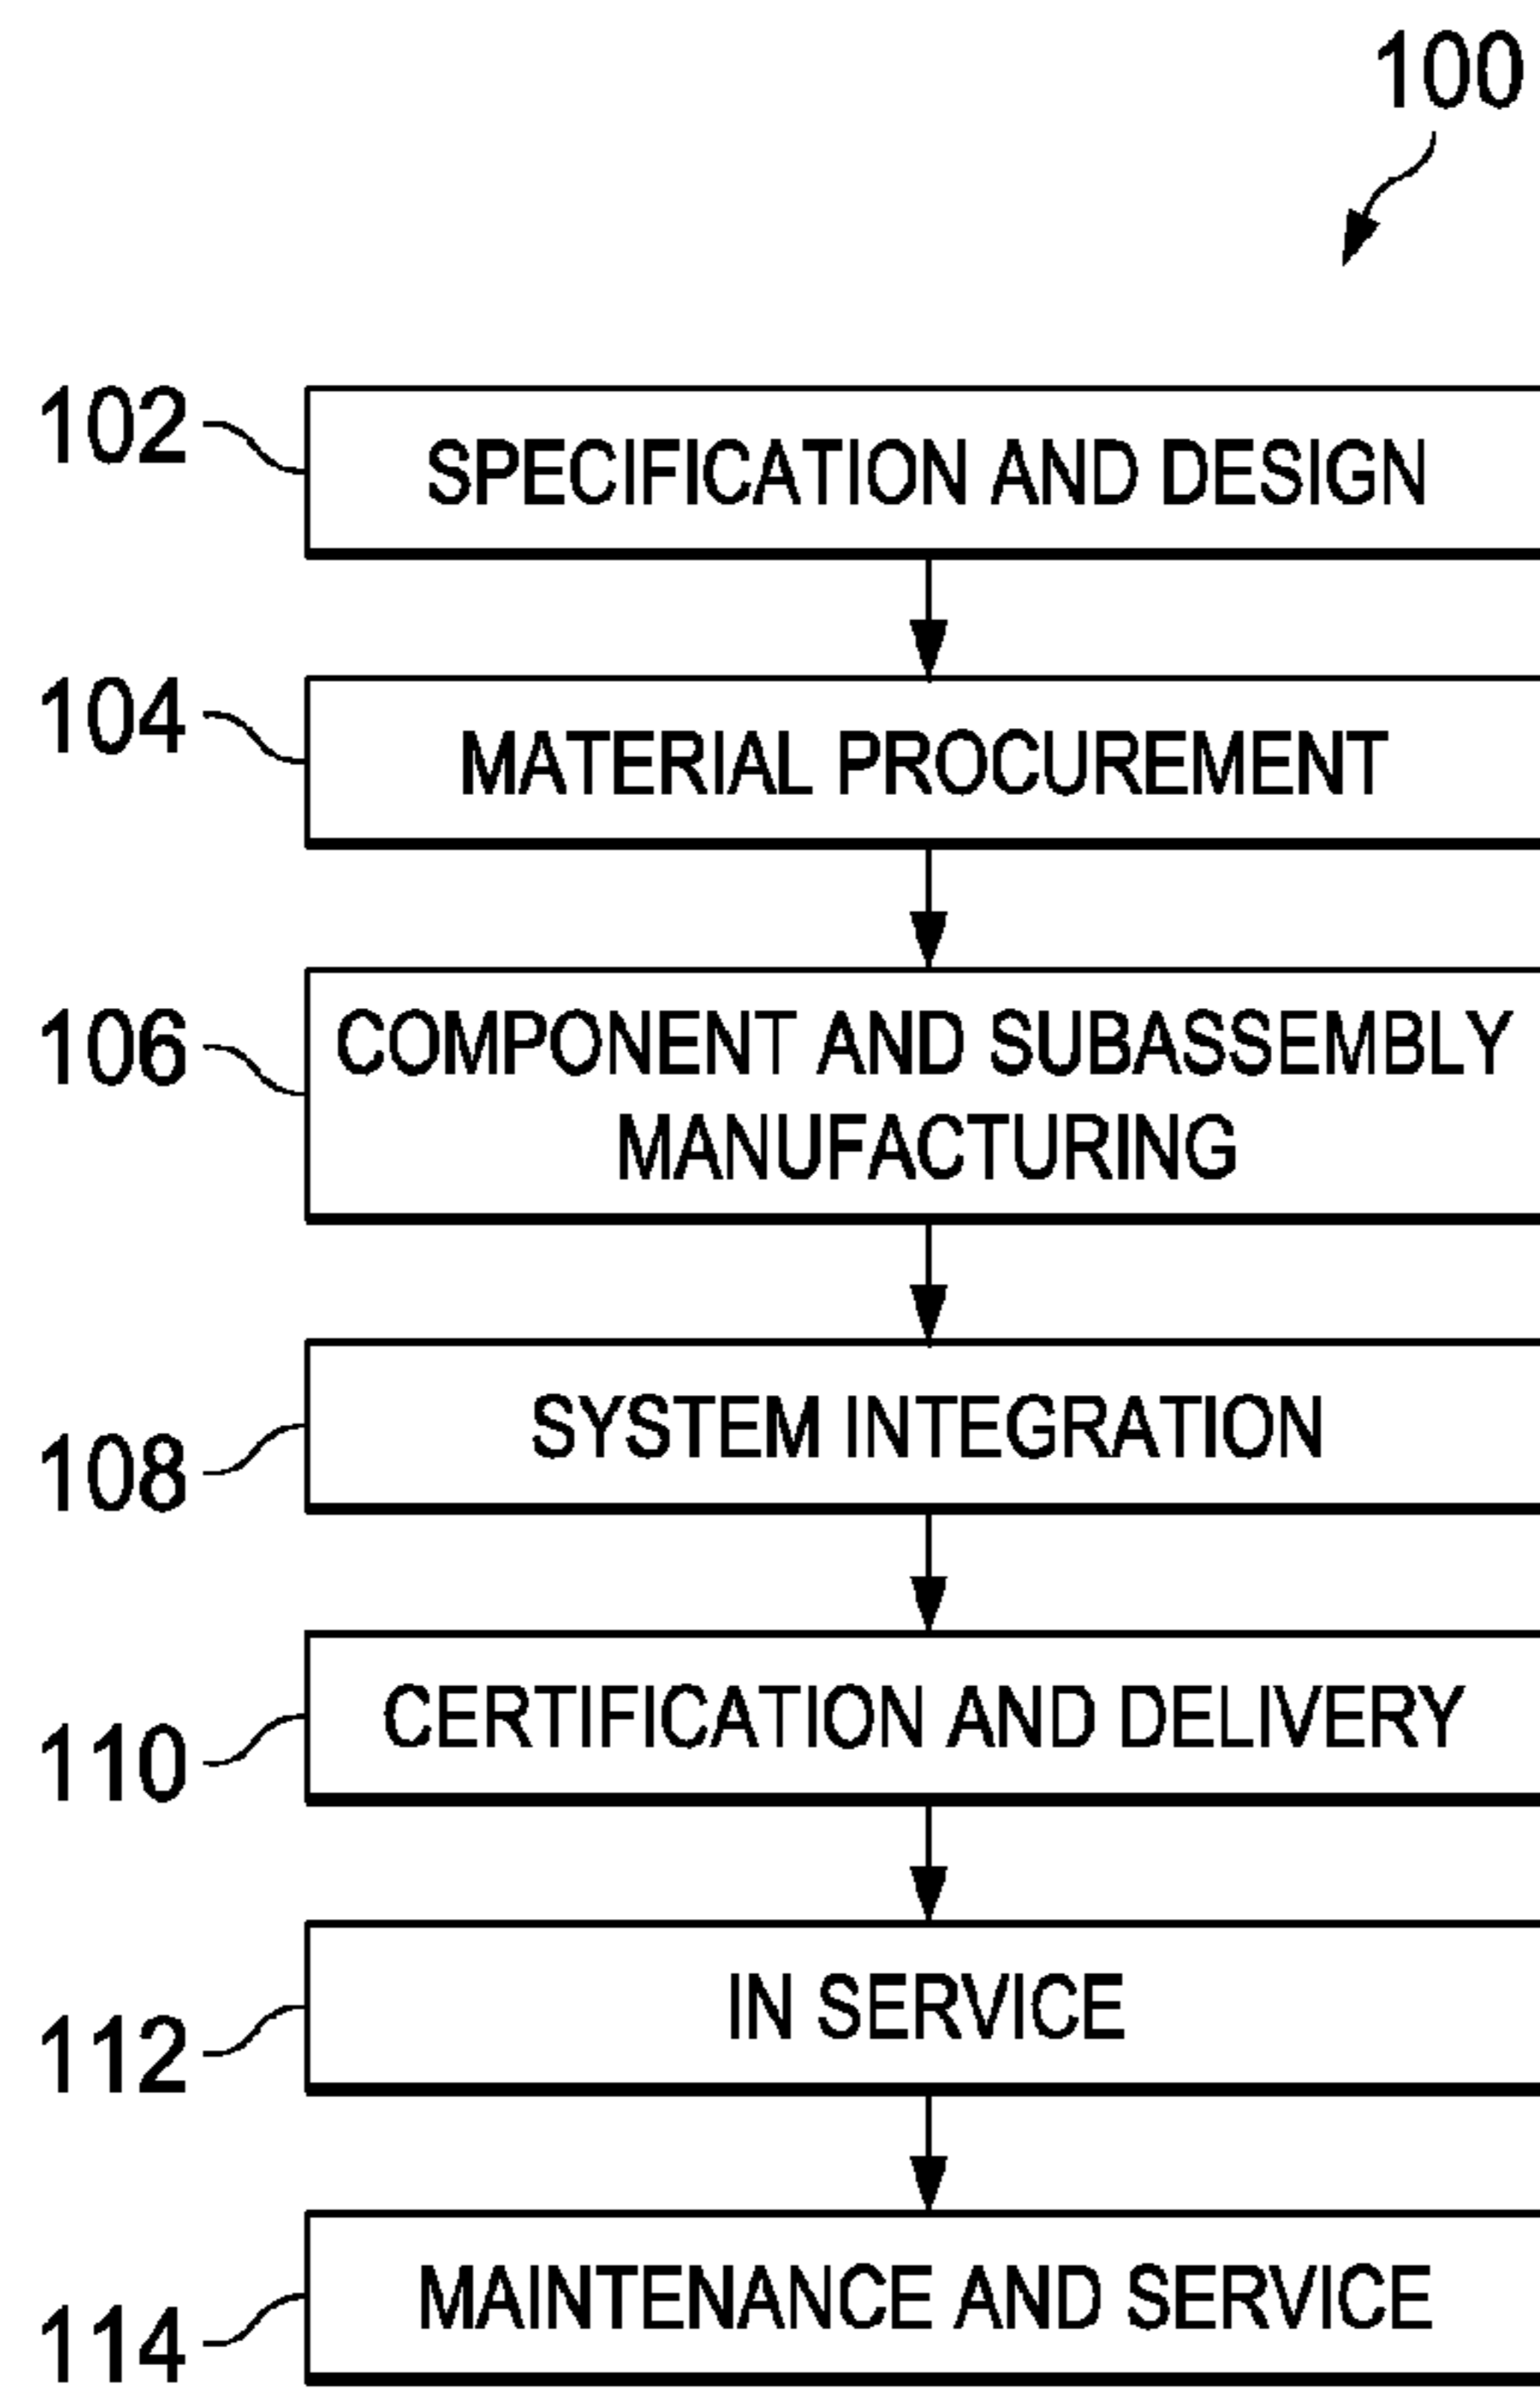 100
102
SPECIFICATION AND DESIGN
104
MATERIAL PROCUREMENT
106
COMPONENT AND SUBASSEMBLY
MANUFACTURING
108
SYSTEM INTEGRATION
110
CERTIFICATION AND DELIVERY
112
IN SERVICE
114
MAINTENANCE AND SERVICE